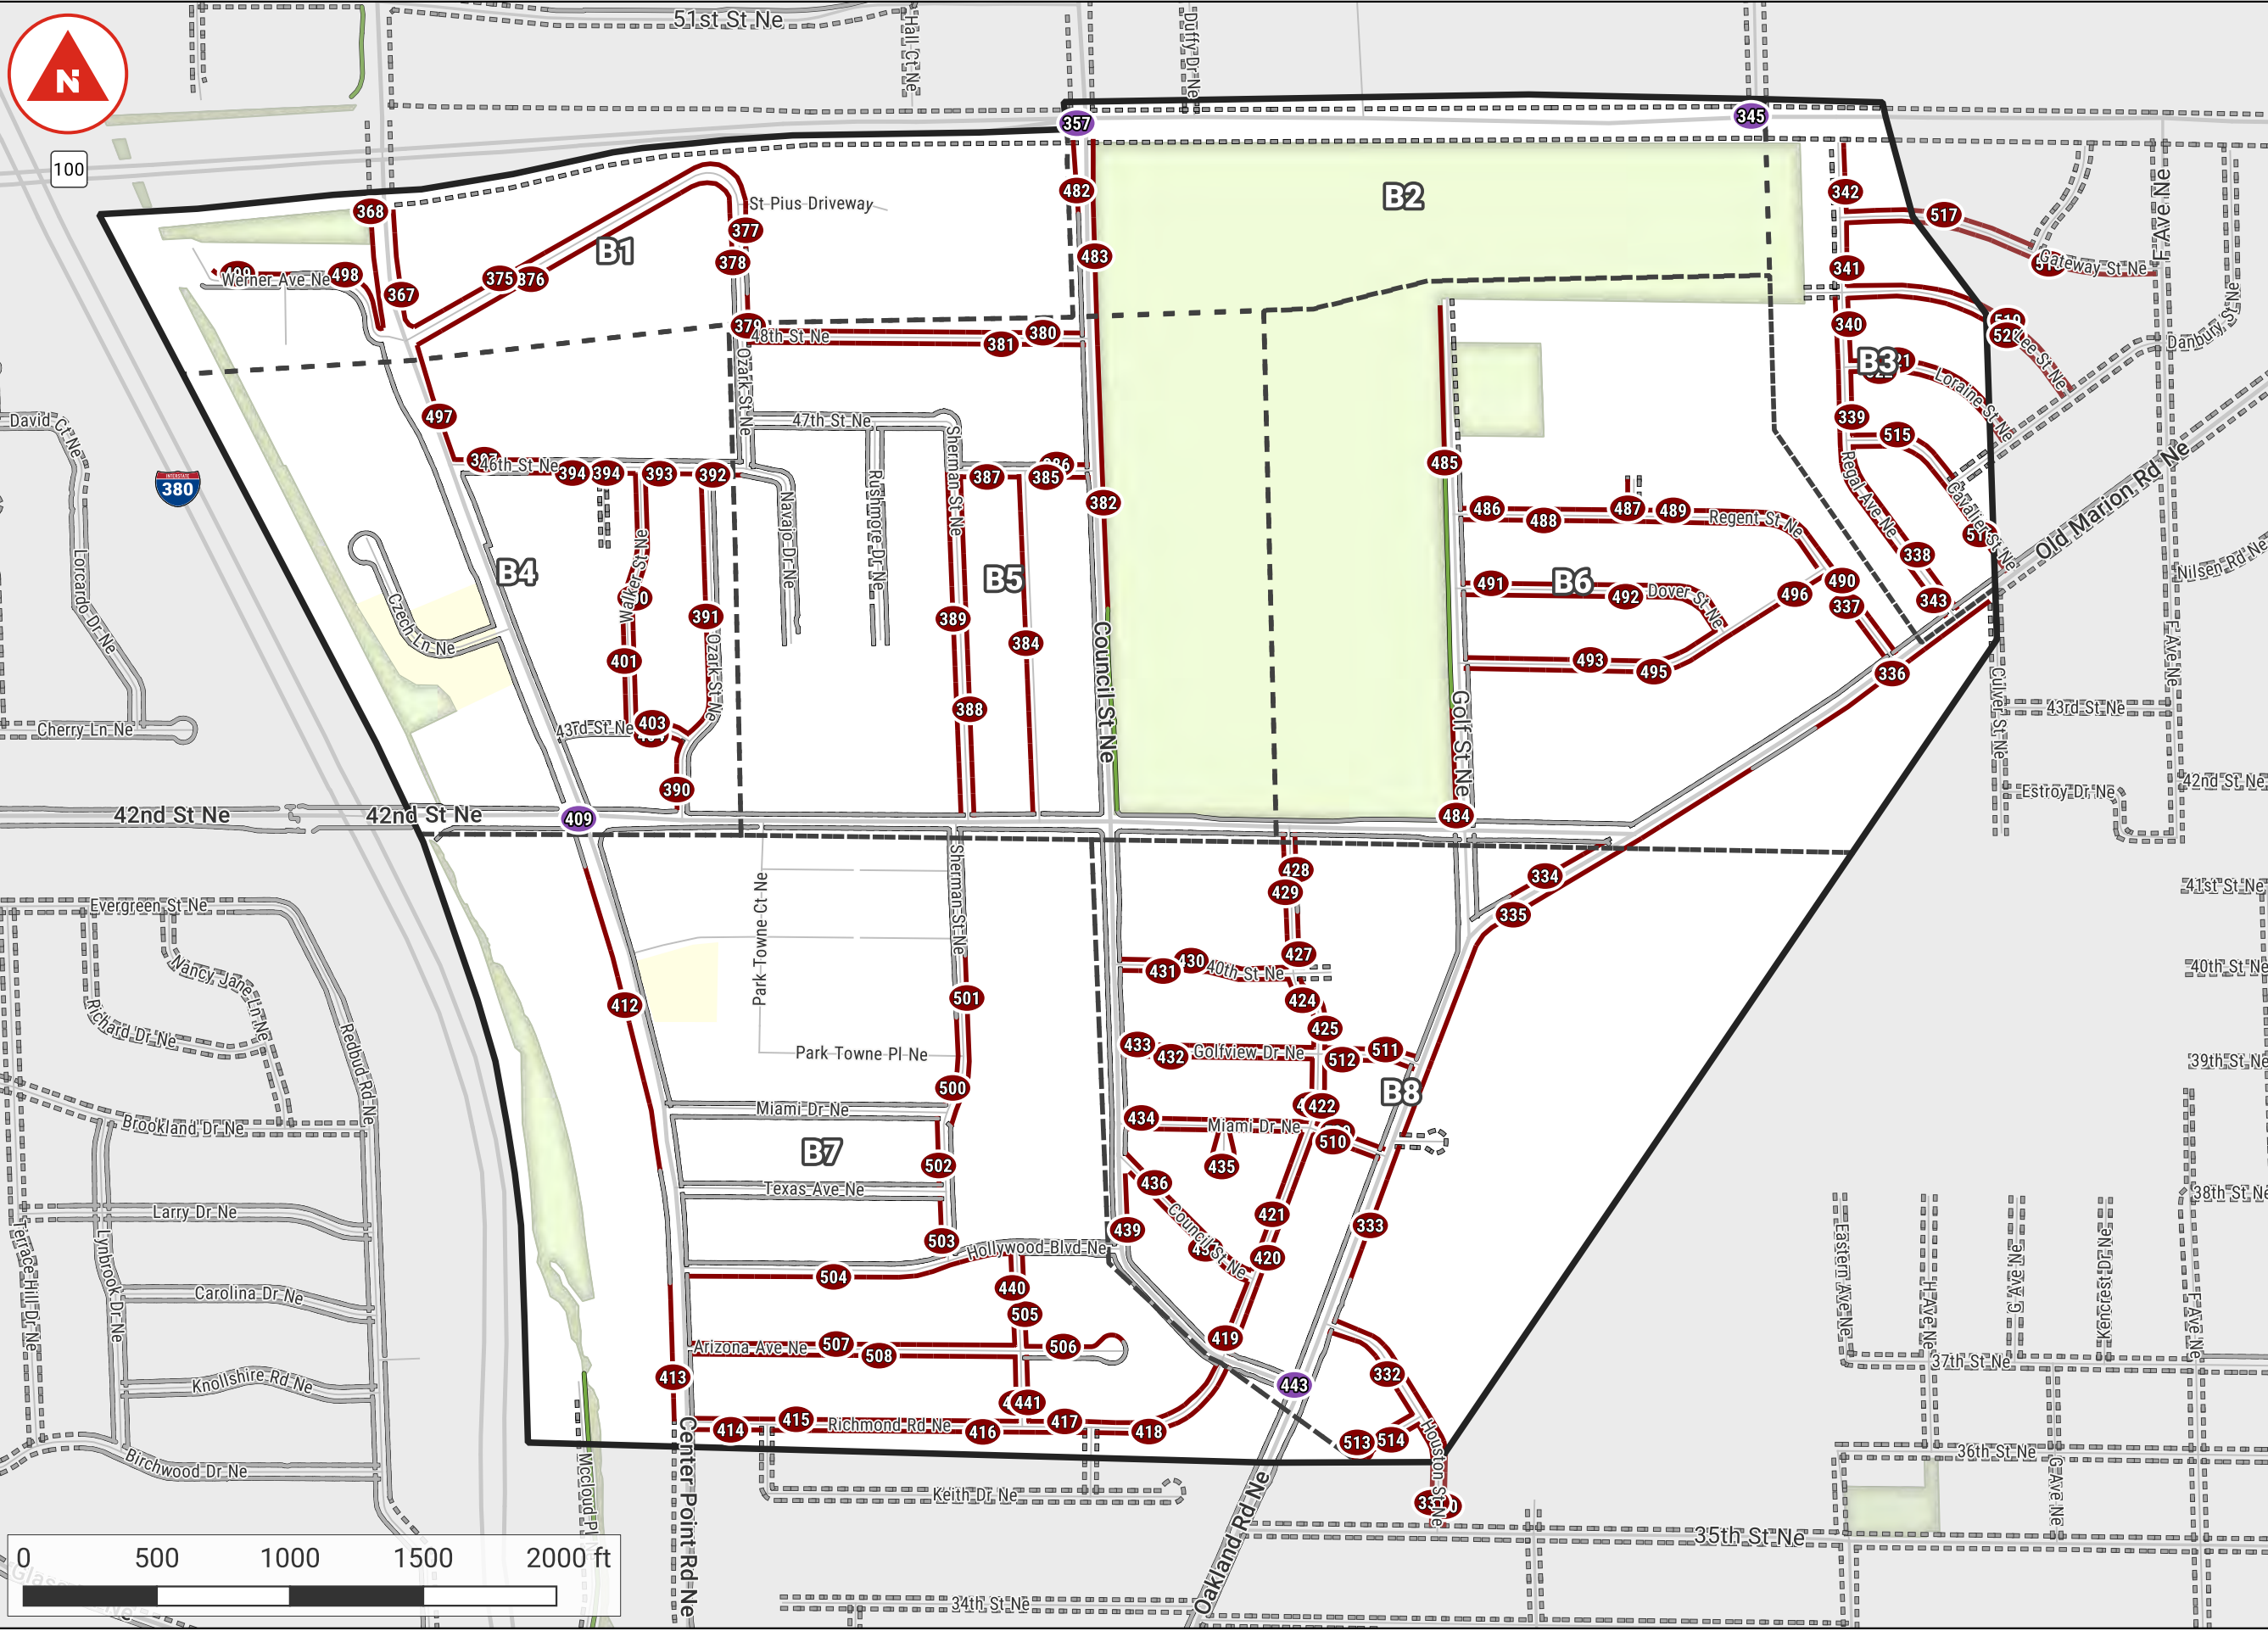 51st St Ne
Hall Ct Ne
Duffy Dr Ne
N
100
357
345
368
482
342
St Pius Driveway
B2
517
F Ave Ne
377
B1
378
483
498
Werner Ave Ne
375
376
367
341
Gateway St Ne
379
48th St Ne
380
381
340
Lee St Ne
Danbury St Ne
B3
Loraine St Ne
Ozark St Ne
497
47th St Ne
Sherman St Ne
339
David Ct Ne
515
46th St Ne
394
394
393
392
387
385
485
Regal Ave Ne
INTERSTATE
380
Navajo Dr Ne
Rushmore Dr Ne
382
486
488
487
489
Regent St Ne
Cavalier St Ne
Old Marion Rd Ne
338
Nilsen Rd Ne
Lorcardo Dr Ne
B4
Walker St Ne
B5
491
B6
492
Dover St Ne
490
496
337
343
Czech Ln Ne
391
389
384
401
Ozark St Ne
Council St Ne
493
495
336
E Ave Ne
Culver St Ne
388
Golf St Ne
43rd St Ne
Cherry Ln Ne
43rd St Ne
403
390
42nd St Ne
Estroy Dr Ne
42nd St Ne
42nd St Ne
409
484
428
429
334
41st St Ne
Evergreen St Ne
Park Towne Ct Ne
Sherman St Ne
335
427
430
431
40th St Ne
40th St Ne
Nancy Jane Ln Ne
Richard Dr Ne
Redbud Rd Ne
412
501
424
425
433
432
Golfview Dr Ne
512
511
39th St Ne
Park Towne Pl Ne
500
B8
422
434
Miami Dr Ne
Miami Dr Ne
510
Brookland Dr Ne
B7
502
435
436
Texas Ave Ne
38th St Ne
Larry Dr Ne
Terrace Hill Dr Ne
Lynbrook Dr Ne
421
333
439
Council St Ne
503
Hollywood Blvd Ne
420
504
440
505
Carolina Dr Ne
Eastern Ave Ne
H Ave Ne
G Ave Ne
Kencrest Dr Ne
F Ave Ne
419
Arizona Ave Ne
507
508
506
37th St Ne
413
332
443
Knollshire Rd Ne
441
414
415
Richmond Rd Ne
416
417
418
513
514
Houston St Ne
36th St Ne
Birchwood Dr Ne
Center Point Rd Ne
Mccloud Pl
Keith Dr Ne
G Ave Ne
Oakland Rd Ne
35th St Ne
0 500 1000 1500 2000 ft
34th St Ne